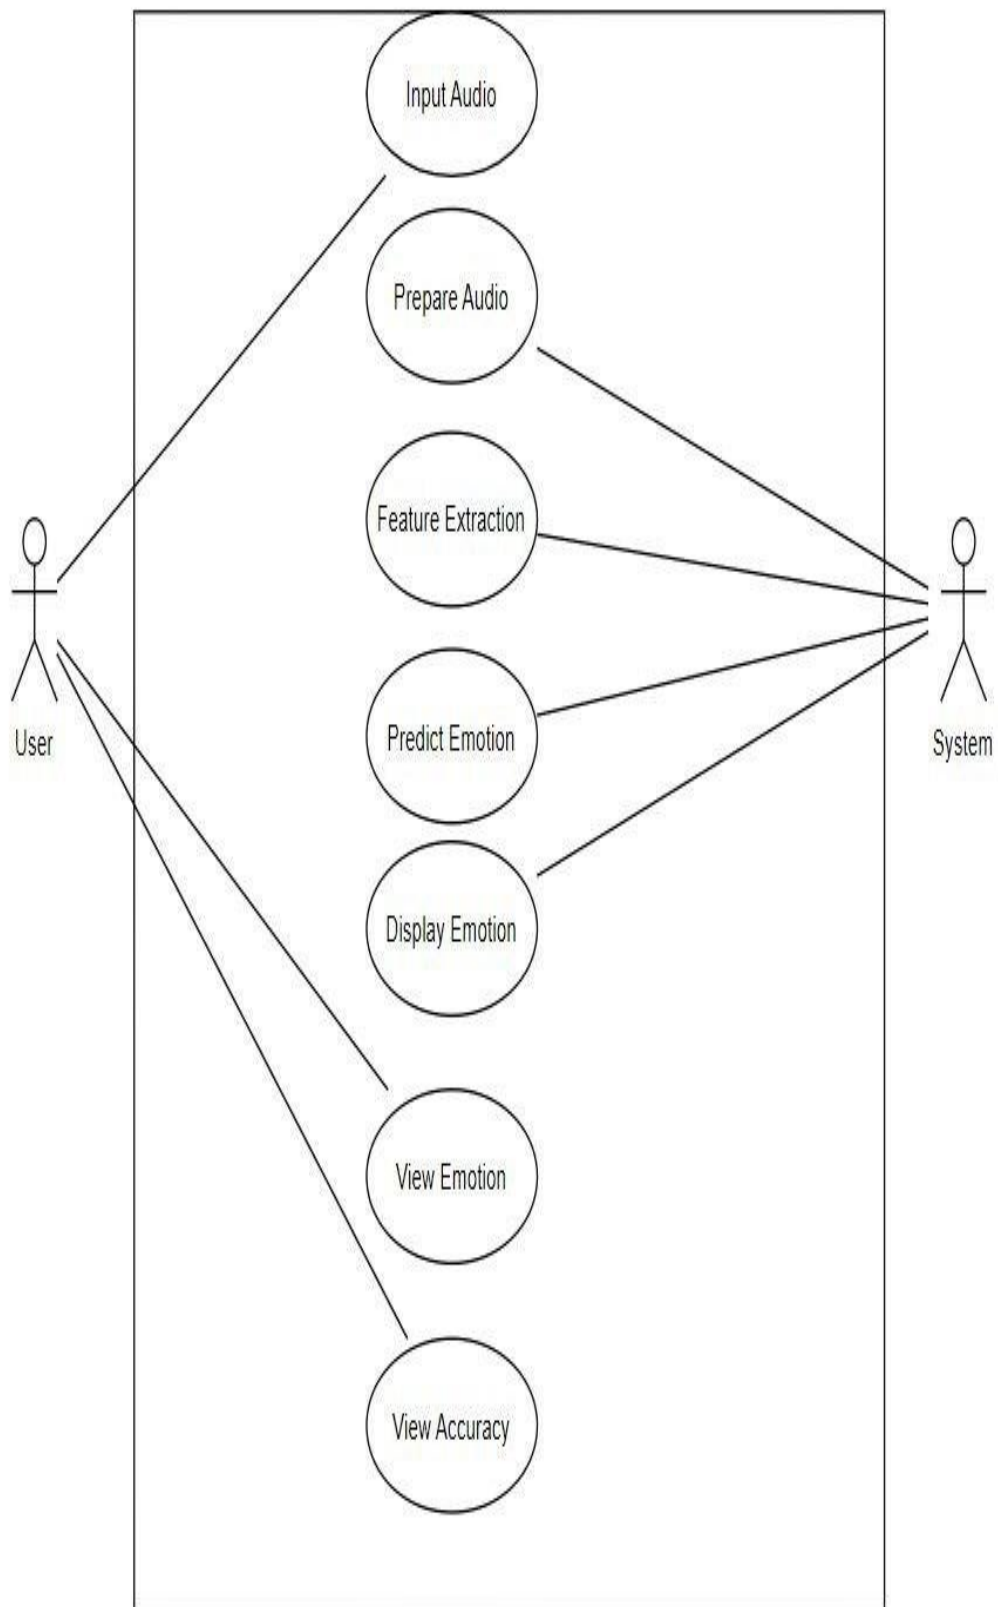 Input Audio
Prepare Audio
Feature Extraction
User
Predict Emotion
System
Display Emotion
View Emotion
View Accuracy